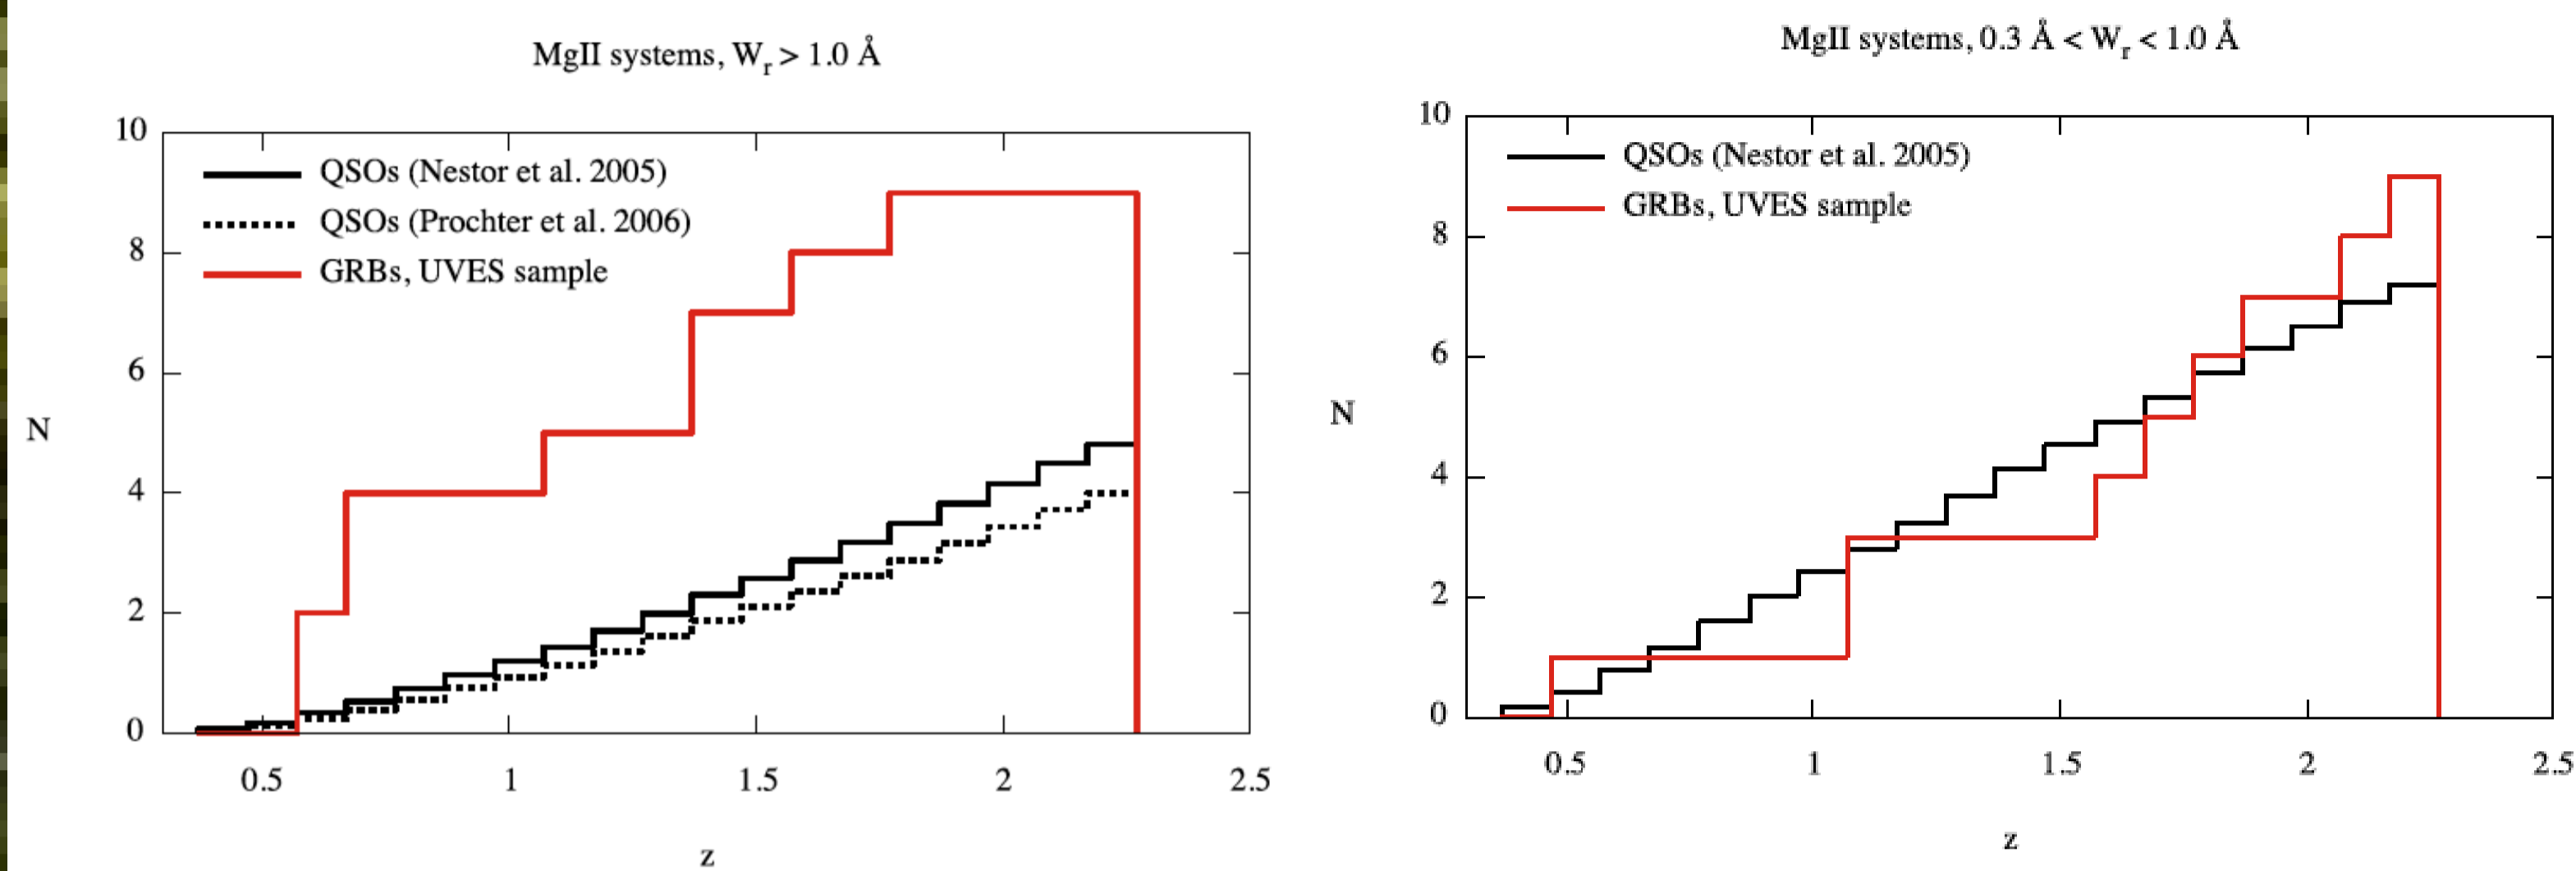 MgII systems, Wr > 1.0 Å
10
8
6
4
2
0
N
QSOs (Nestor et al. 2005)
QSOs (Prochter et al. 2006)
GRBs, UVES sample
0.5
1
1.5
2
2.5
z
MgII systems, 0.3 Å < Wr < 1.0 Å
10
8
6
4
2
0
N
QSOs (Nestor et al. 2005)
GRBs, UVES sample
0.5
1
1.5
2
2.5
z